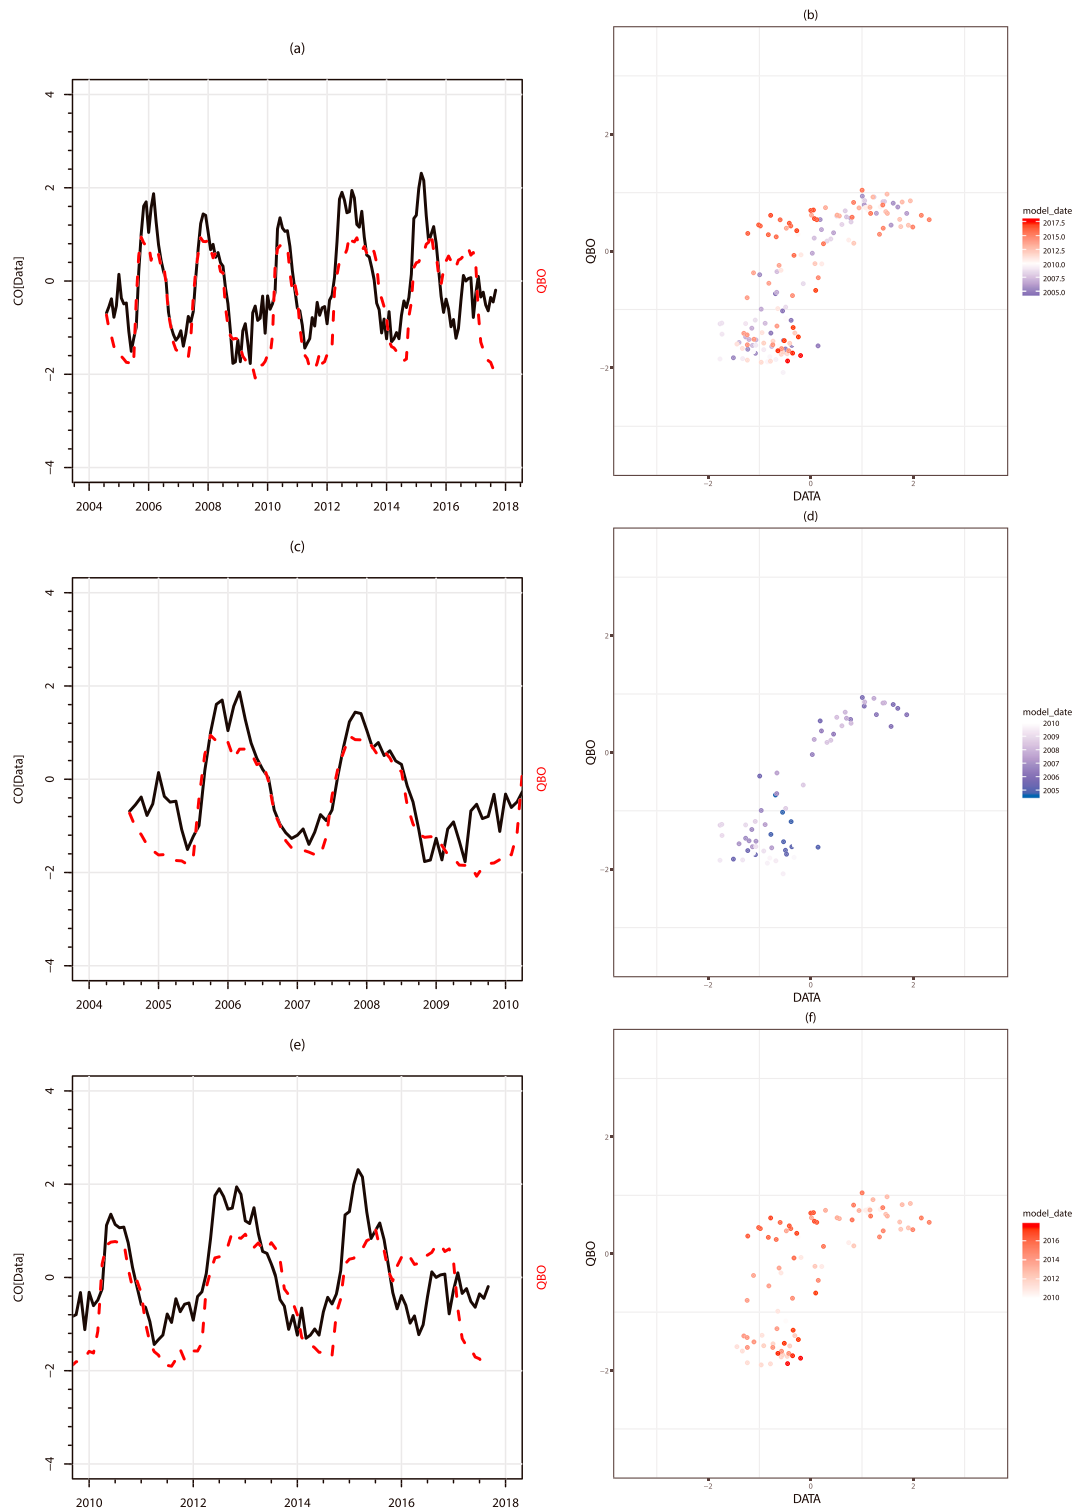 (a)
CO[Data]
4
2
0
−2
−4
2004 2006 2008 2010 2012 2014 2016 2018
QBO
(b)
QBO
2
0
−2
−2 0 2
DATA
model_date
2017.5
2015.0
2010.0
2007.5
2005.0
(c)
CO[Data]
4
2
0
−2
−4
2004 2005 2006 2007 2008 2009 2010
QBO
(d)
QBO
2
0
−2
−2 0 2
DATA
model_date
2010
2009
2008
2007
2006
2005
(e)
CO[Data]
4
2
0
−2
−4
2010 2012 2014 2016 2018
QBO
(f)
QBO
2
0
−2
−2 0 2
DATA
model_date
2016
2014
2012
2010